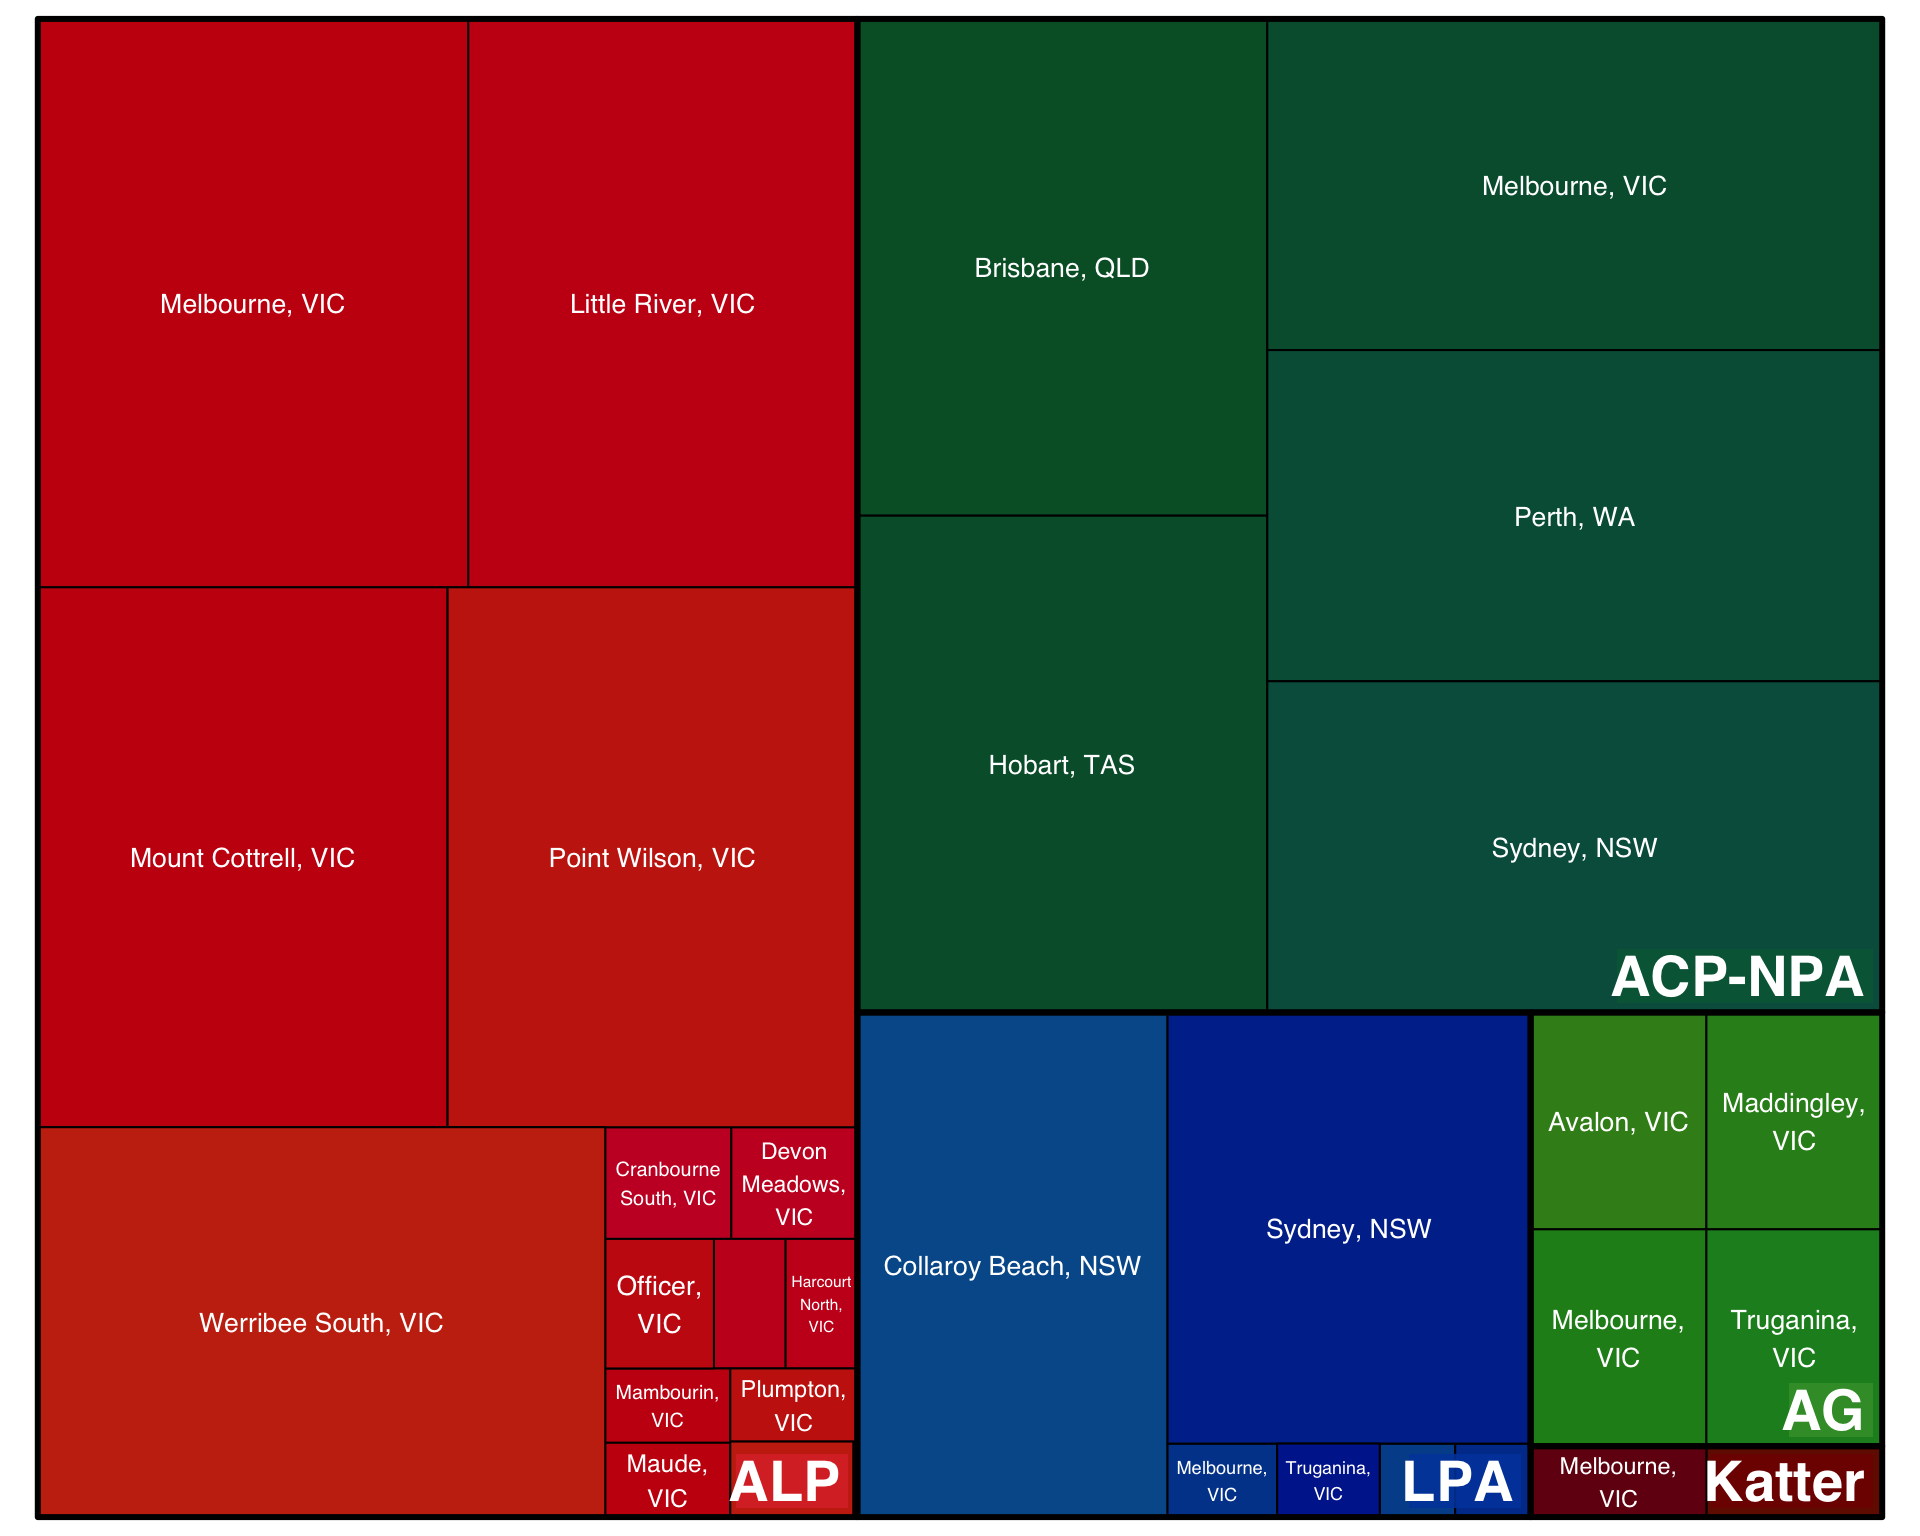 Melbourne, VIC
Little River, VIC
Mount Cottrell, VIC
Point Wilson, VIC
Werribee South, VIC
Cranbourne
South, VIC
Devon
Meadows,
VIC
Officer,
VIC
Harcourt
North,
VIC
Mambourin,
VIC
Plumpton,
VIC
Maude,
VIC
ALP
Brisbane, QLD
Melbourne, VIC
Perth, WA
Hobart, TAS
Sydney, NSW
ACP-NPA
Collaroy Beach, NSW
Sydney, NSW
Melbourne,
VIC
Truganina,
VIC
LPA
Avalon, VIC
Maddingley,
VIC
Melbourne,
VIC
Truganina,
VIC
AG
Melbourne,
VIC
Katter